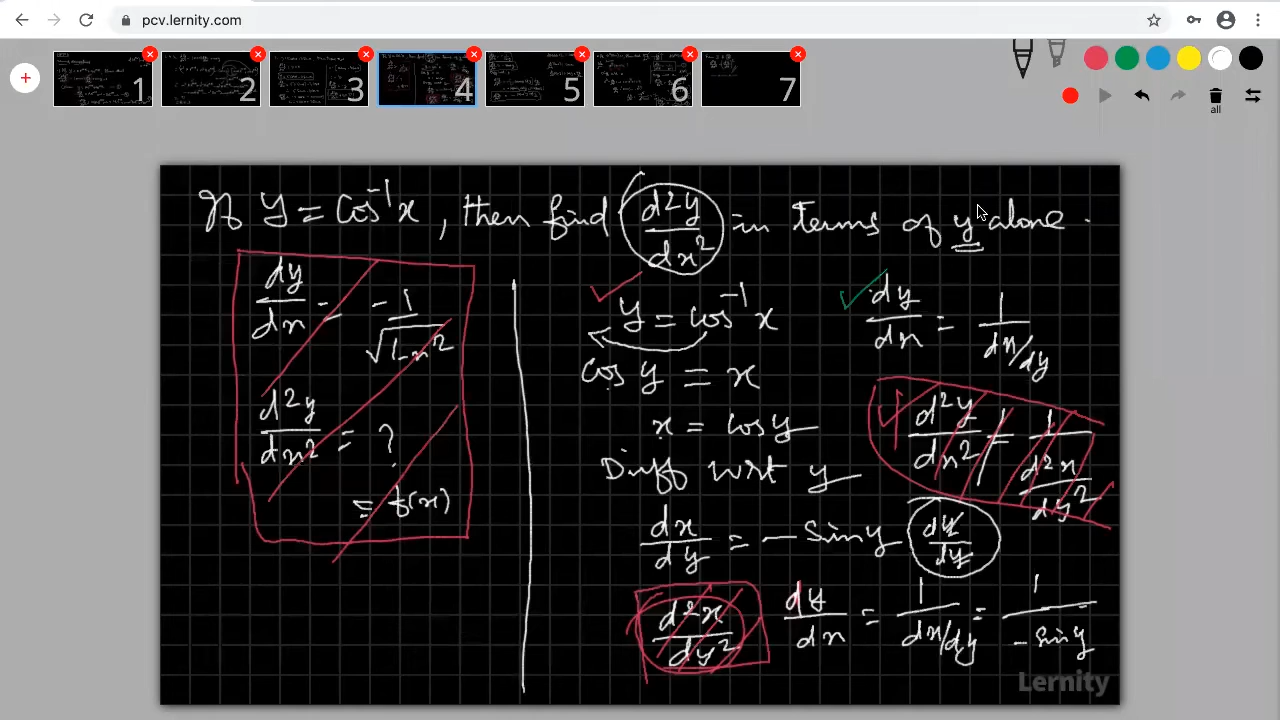 pcv.lernity.com
1 2 3 4 5 6 7
all
If y = cos⁻¹x, then find d²y/dx² in terms of y alone.
dy/dx = -1/√(1-x²)
d²y/dx² = ?
= f(x)
y = cos⁻¹x
cos y = x
x = cos y
Diff wrt y
dx/dy = - sin y dy/dy
d²x/dy²
dy/dx = 1/(dx/dy) = 1/(- sin y)
dy/dx = 1/(dx/dy)
d²y/dx² ≠ 1/(d²x/dy²)
Lernity